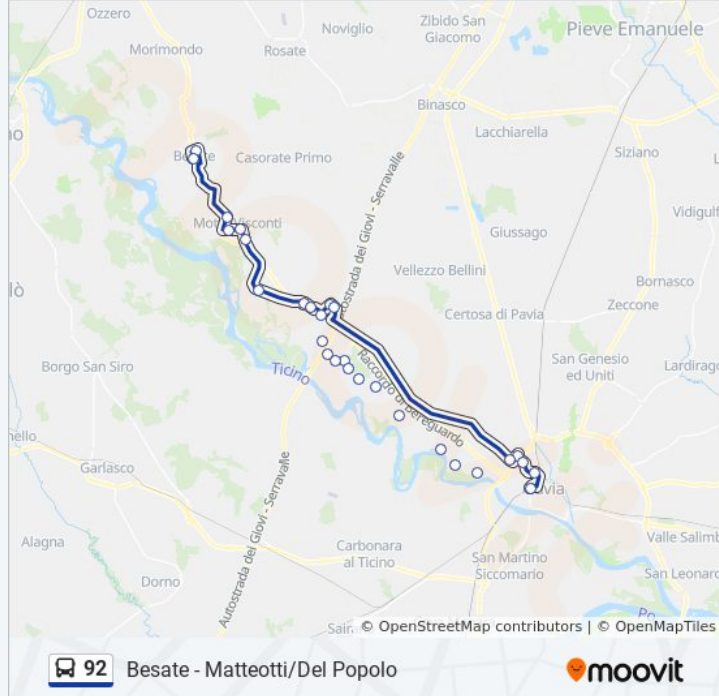 Ozzero
Noviglio
Zibido San
Giacomo
Pieve Emanuele
Morimondo
Rosate
Binasco
Lacchiarella
Siziano
Casorate Primo
Vidigulf
Giussago
Autostrada dei Giovi - Serravalle
Vellezzo Bellini
Bornasco
Zeccone
Certosa di Pavia
San Genesio
ed Uniti
Lardirago
Borgo San Siro
Ticino
Raccordo di Bereguardo
Garlasco
Alagna
Carbonara
al Ticino
Dorno
Autostrada dei Giovi - Serravalle
San Martino
Siccomario
Valle Salimb
San Leonard
© OpenStreetMap contributors | © OpenMapTiles
92 Besate - Matteotti/Del Popolo
moovit